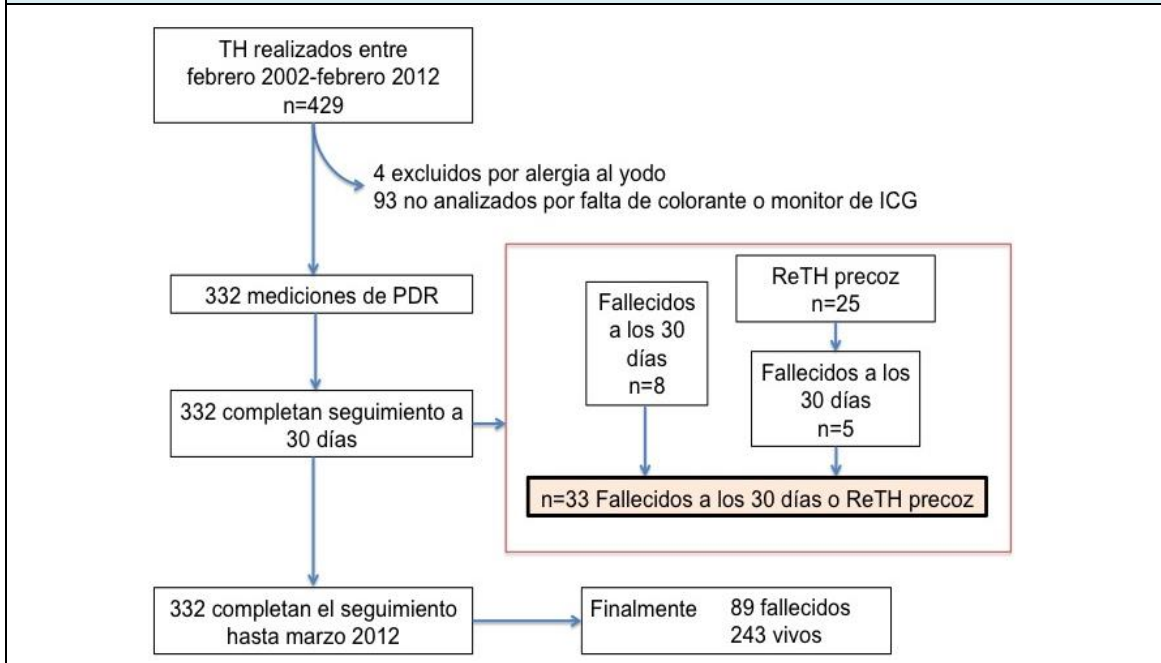 TH realizados entre
febrero 2002-febrero 2012
n=429
4 excluidos por alergia al yodo
93 no analizados por falta de colorante o monitor de ICG
332 mediciones de PDR
Fallecidos
a los 30
días
n=8
ReTH precoz
n=25
Fallecidos a los
30 días
n=5
332 completan seguimiento a
30 días
n=33 Fallecidos a los 30 días o ReTH precoz
332 completan el seguimiento
hasta marzo 2012
Finalmente 89 fallecidos
243 vivos